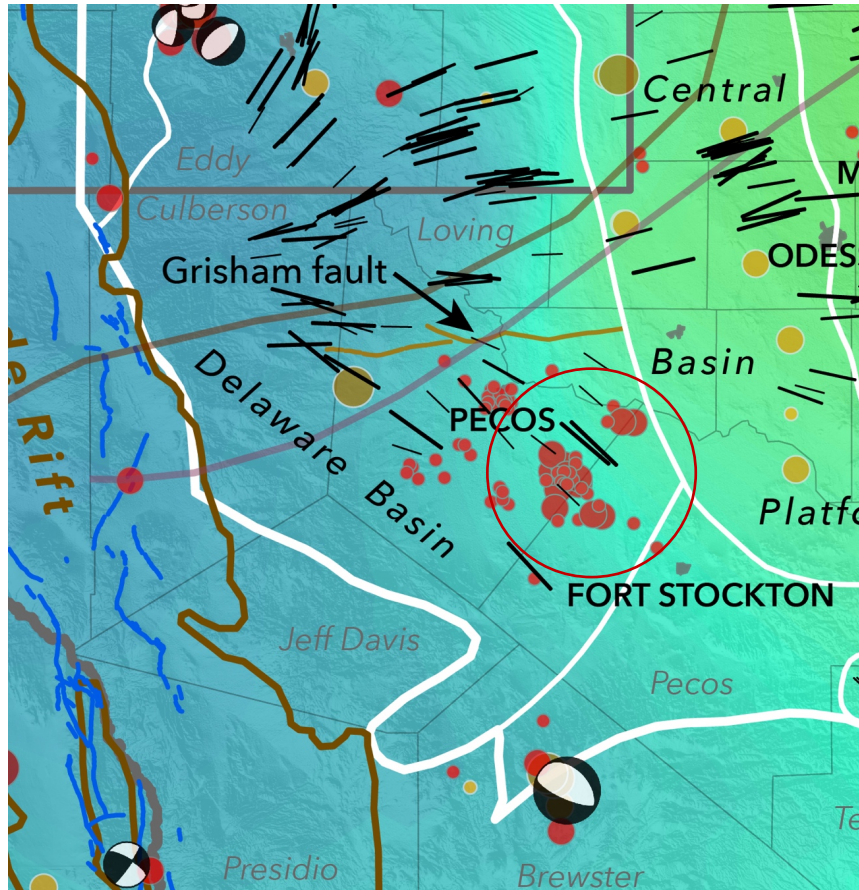 Central
Eddy
Culberson
Loving
M
ODES
Grisham fault
Basin
de Rift
Delaware Basin
PECOS
Platfo
FORT STOCKTON
Jeff Davis
Pecos
Te
Presidio
Brewster